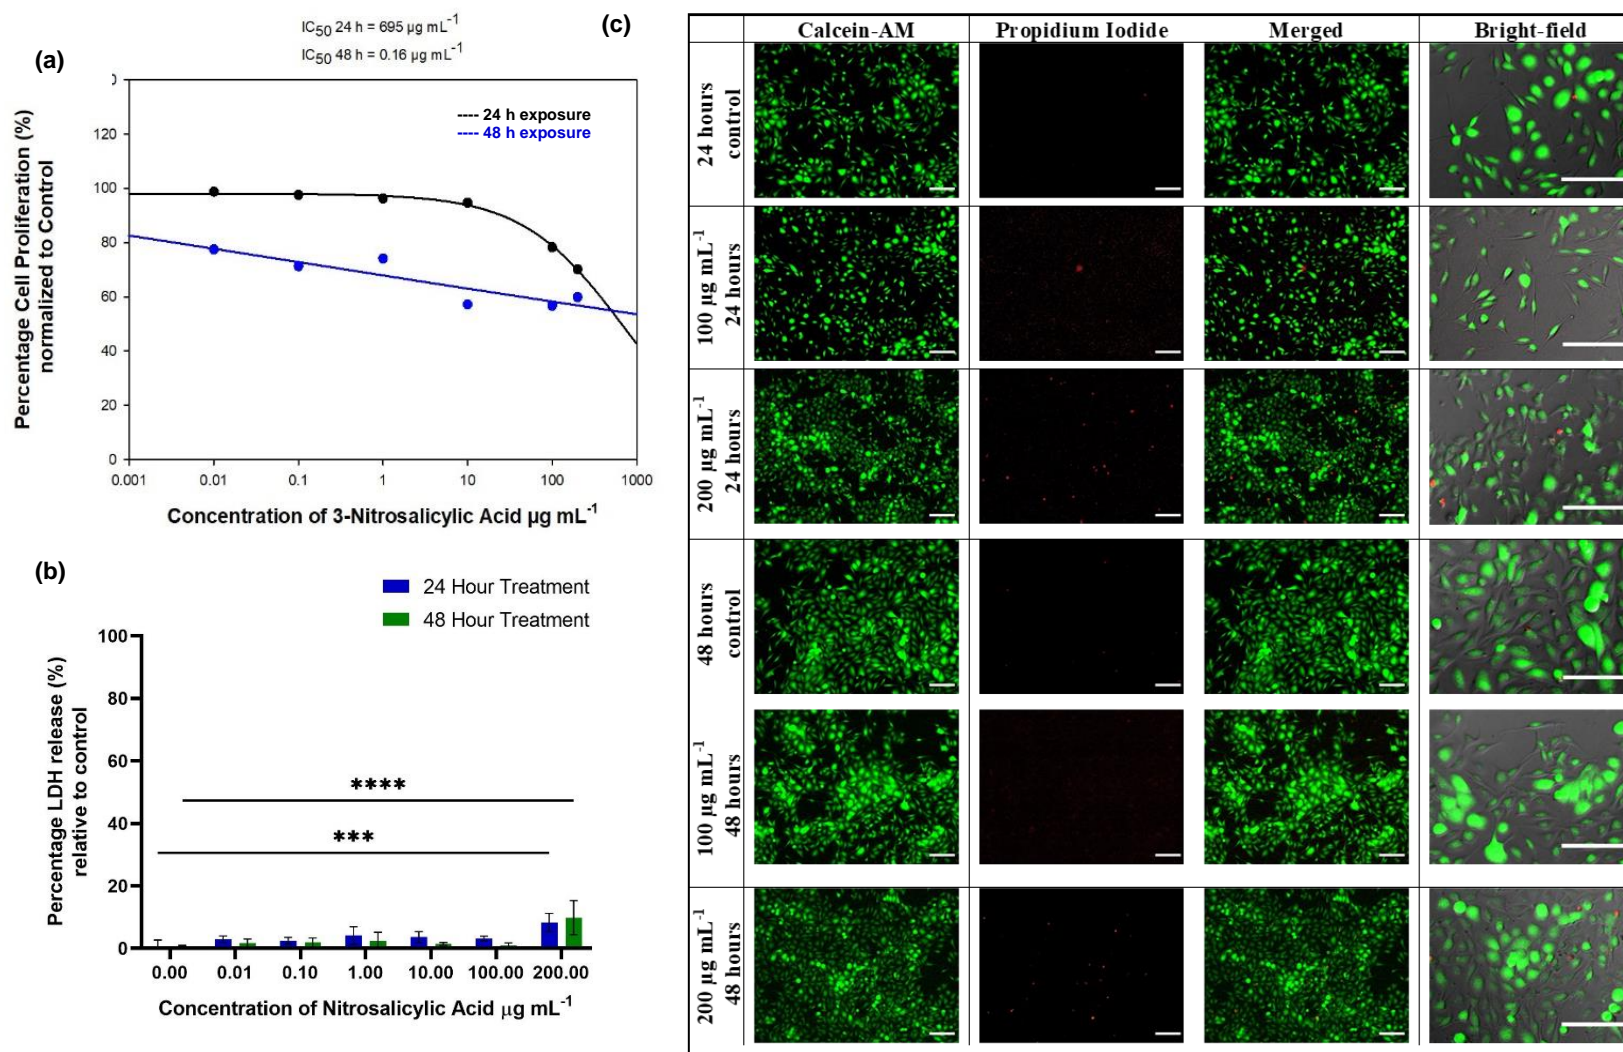 IC50 24 h = 695 µg mL-1
IC50 48 h = 0.16 µg mL-1
(a)
120
100
80
60
40
20
0
Percentage Cell Proliferation (%)
normalized to Control
---- 24 h exposure
---- 48 h exposure
0.001 0.01 0.1 1 10 100 1000
Concentration of 3-Nitrosalicylic Acid µg mL-1
(b)
24 Hour Treatment
48 Hour Treatment
100
80
60
40
20
0
Percentage LDH release (%)
relative to control
****
***
0.00 0.01 0.10 1.00 10.00 100.00 200.00
Concentration of Nitrosalicylic Acid µg mL-1
(c)
Calcein-AM Propidium Iodide Merged Bright-field
24 hours
control
100 µg mL-1
24 hours
200 µg mL-1
24 hours
48 hours
control
100 µg mL-1
48 hours
200 µg mL-1
48 hours